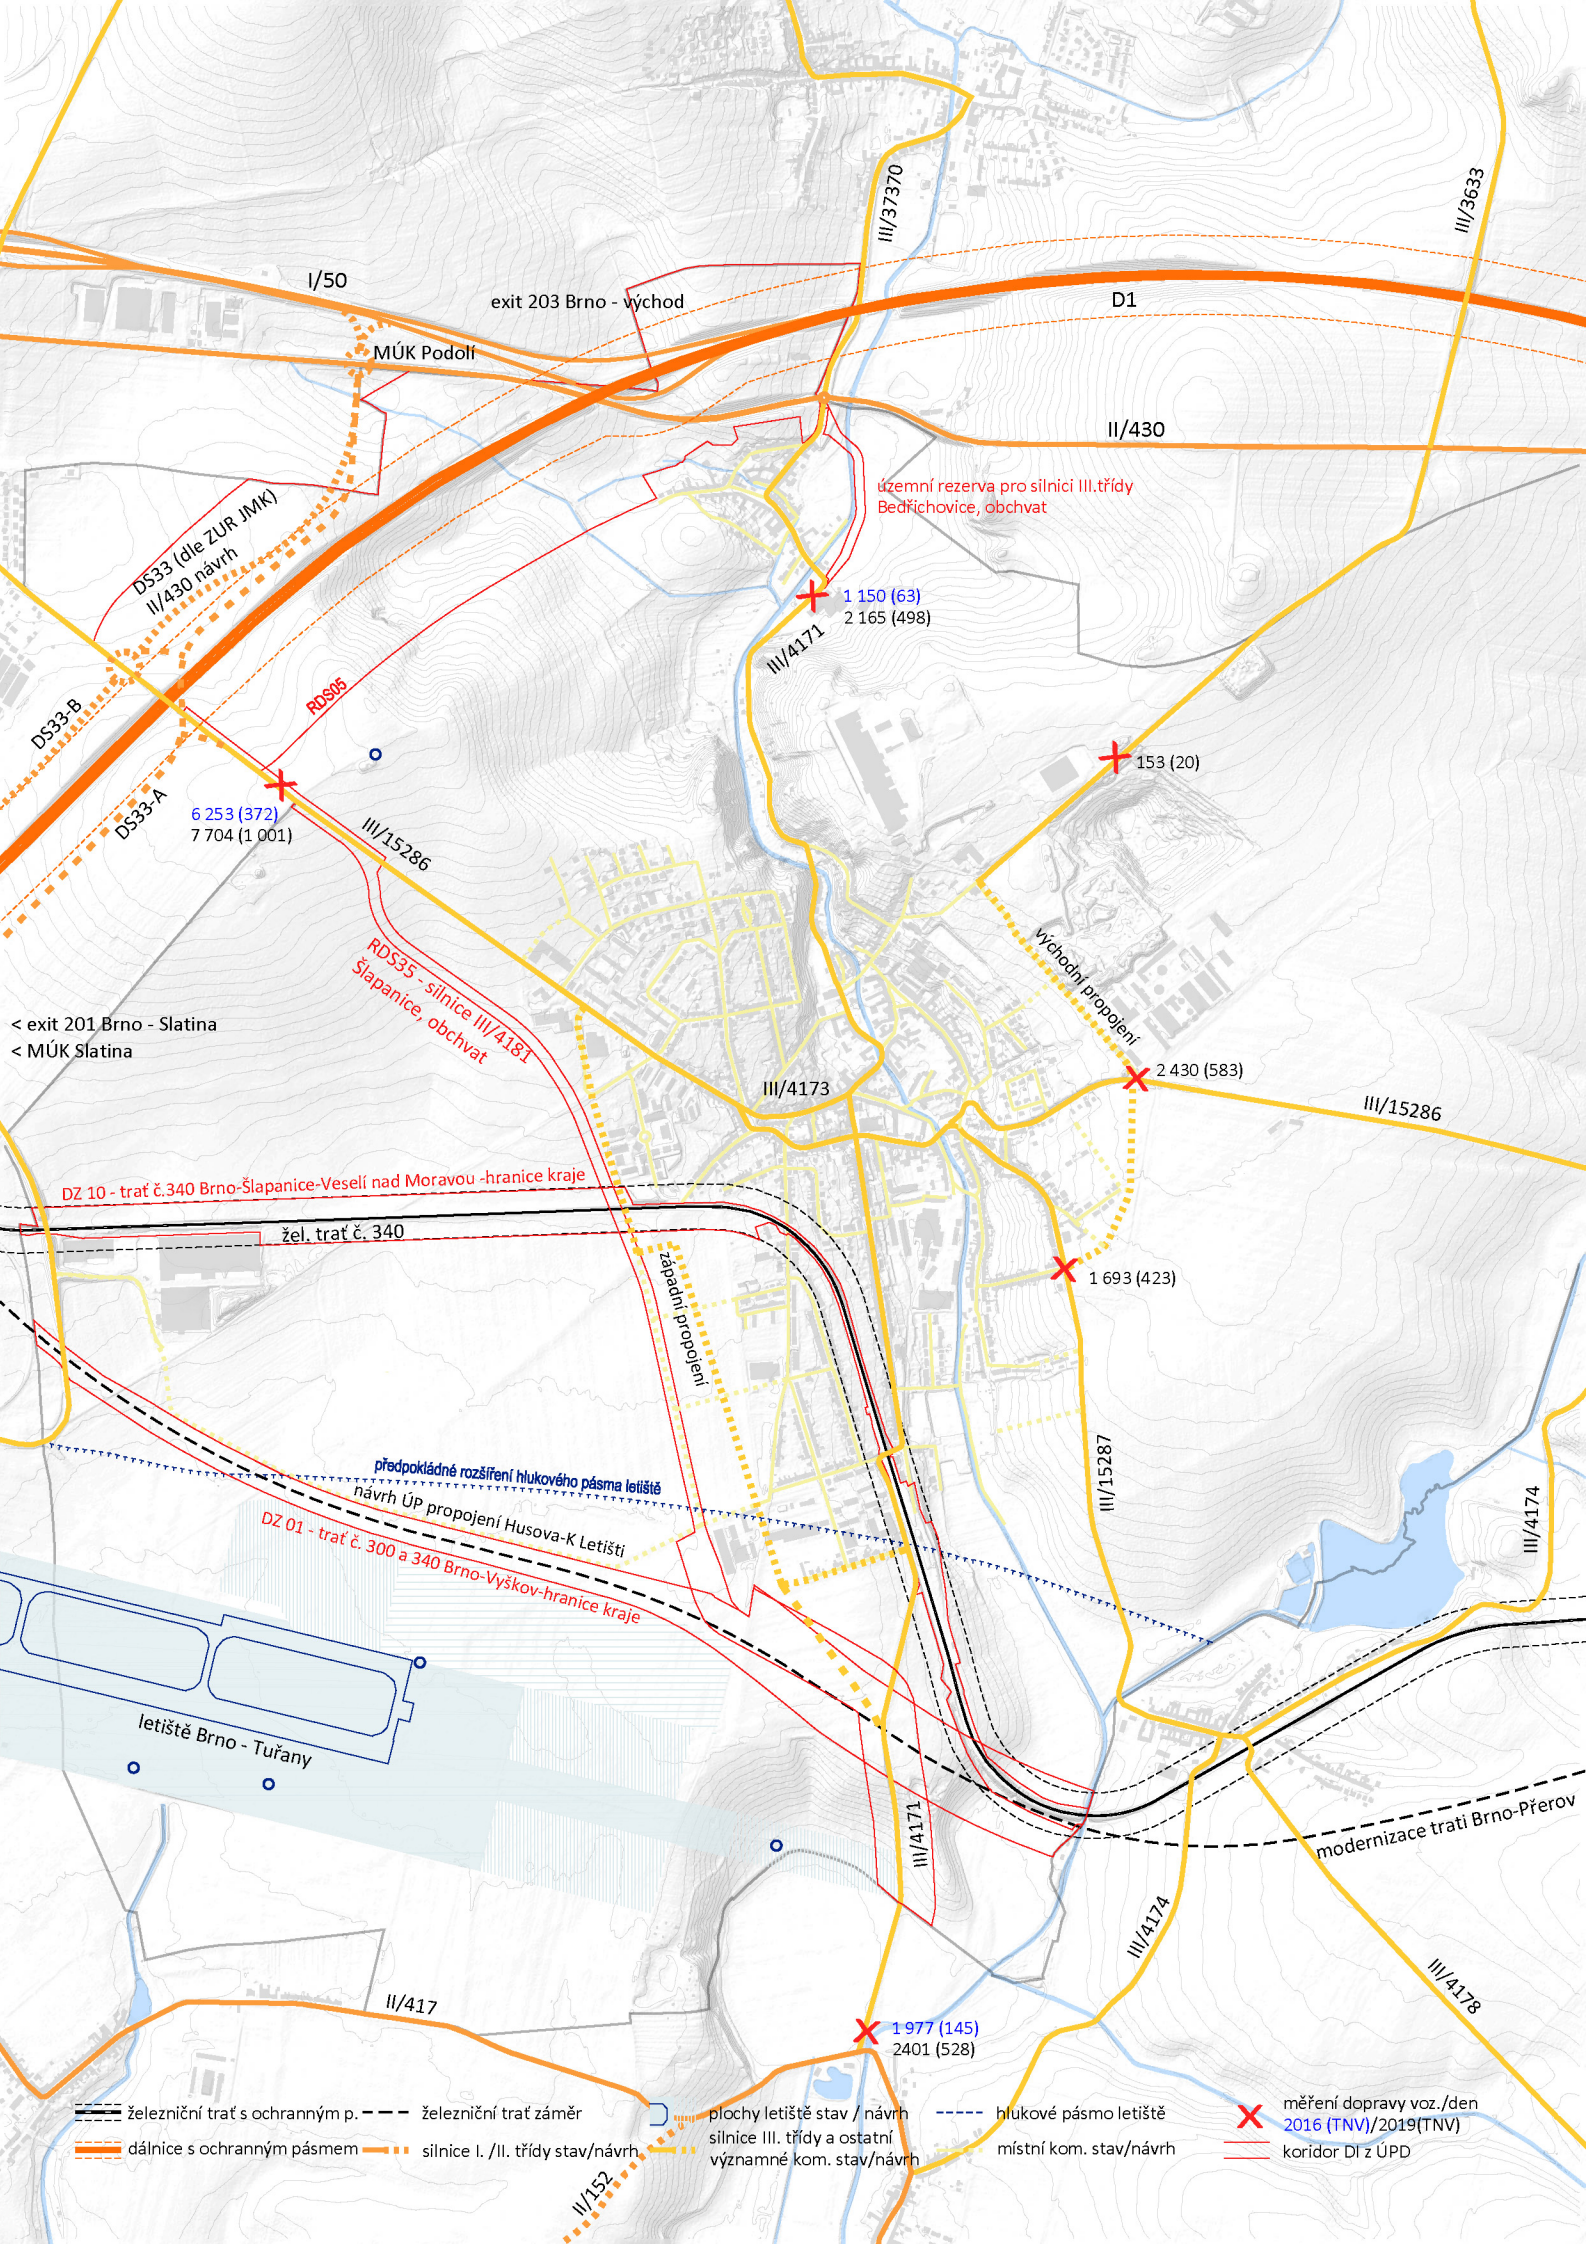 III/37370
III/3633
I/50
exit 203 Brno - východ
D1
MÚK Podolí
II/430
územní rezerva pro silnici III.třídy
Bedřichovice, obchvat
DS33 (dle ZUR JMK)
II/430 návrh
1 150 (63)
2 165 (498)
III/4171
RDS05
DS33-B
153 (20)
DS33-A
6 253 (372)
7 704 (1 001)
III/15286
RDS35 - silnice III/4181
Šlapanice, obchvat
východní propojení
< exit 201 Brno - Slatina
< MÚK Slatina
2 430 (583)
III/4173
III/15286
DZ 10 - trať č.340 Brno-Šlapanice-Veselí nad Moravou -hranice kraje
žel. trať č. 340
západní propojení
1 693 (423)
III/15287
předpokládné rozšíření hlukového pásma letiště
návrh ÚP propojení Husova-K Letišti
DZ 01 - trať č. 300 a 340 Brno-Vyškov-hranice kraje
III/4174
letiště Brno - Tuřany
III/4171
modernizace trati Brno-Přerov
III/4174
III/4178
II/417
1 977 (145)
2401 (528)
železniční trať s ochranným p.
železniční trať záměr
plochy letiště stav / návrh
hlukové pásmo letiště
měření dopravy voz./den
2016 (TNV)/2019(TNV)
dálnice s ochranným pásmem
silnice I. /II. třídy stav/návrh
silnice III. třídy a ostatní
významné kom. stav/návrh
místní kom. stav/návrh
koridor DI z ÚPD
II/152